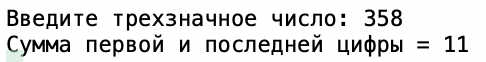 Введите трехзначное число: 358
Сумма первой и последней цифры = 11